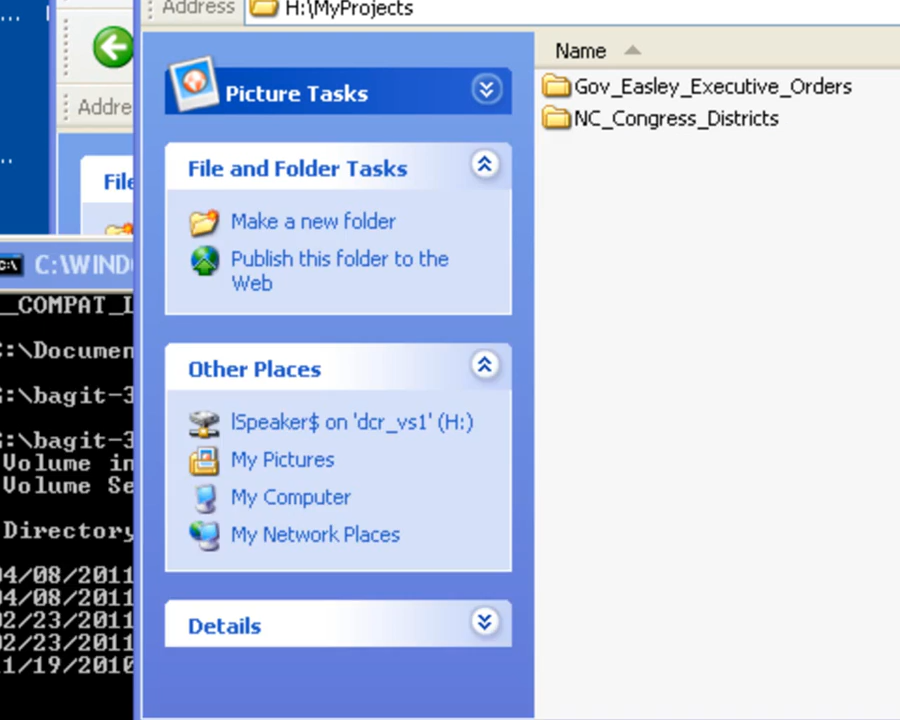 Address H:\MyProjects
Addre
File
C:\WIND
_COMPAT_
:\Documen
:\bagit-3
:\bagit-3
Volume in
Volume Se
Directory
04/08/2011
04/08/2011
02/23/2011
02/23/2011
11/19/2010
Picture Tasks
File and Folder Tasks
Make a new folder
Publish this folder to the
Web
Other Places
lSpeaker$ on 'dcr_vs1' (H:)
My Pictures
My Computer
My Network Places
Details
Name
Gov_Easley_Executive_Orders
NC_Congress_Districts